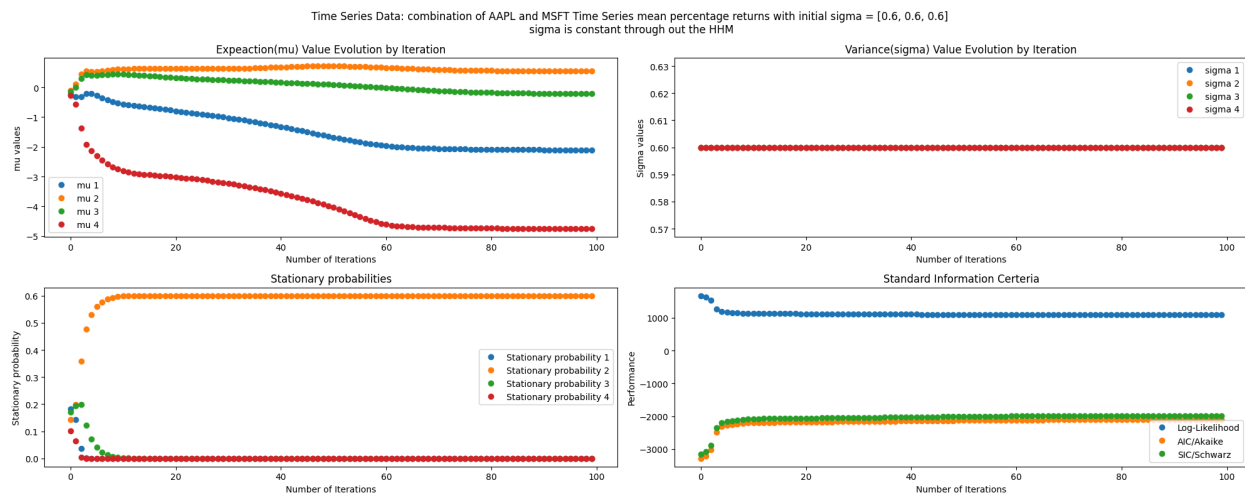 Time Series Data: combination of AAPL and MSFT Time Series mean percentage returns with initial sigma = [0.6, 0.6, 0.6]
sigma is constant through out the HHM
Expeaction(mu) Value Evolution by Iteration
mu values
0
−1
−2
−3
−4
−5
mu 1
mu 2
mu 3
mu 4
0 20 40 60 80 100
Number of Iterations
Variance(sigma) Value Evolution by Iteration
Sigma values
0.63
0.62
0.61
0.60
0.59
0.58
0.57
sigma 1
sigma 2
sigma 3
sigma 4
0 20 40 60 80 100
Number of Iterations
Stationary probabilities
Stationary probability
0.6
0.5
0.4
0.3
0.2
0.1
0.0
Stationary probability 1
Stationary probability 2
Stationary probability 3
Stationary probability 4
0 20 40 60 80 100
Number of Iterations
Standard Information Certeria
Performance
1000
0
−1000
−2000
−3000
Log-Likelihood
AIC/Akaike
SIC/Schwarz
0 20 40 60 80 100
Number of Iterations